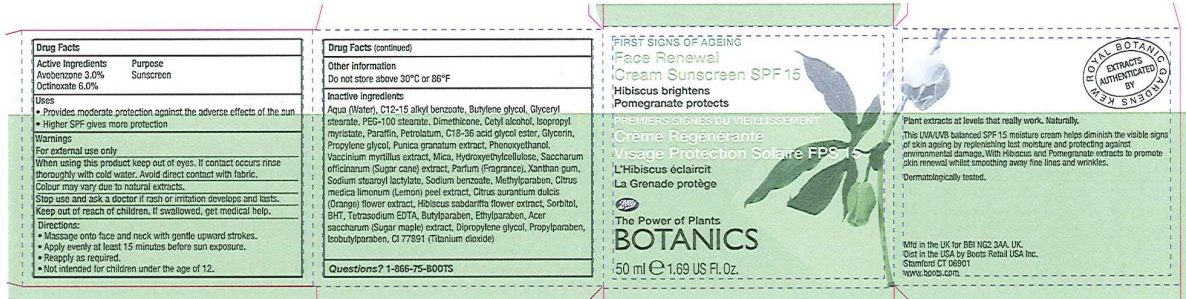 Drug Facts
Active Ingredients Purpose
Avobenzone 3.0% Sunscreen
Octinoxate 6.0%
Uses
• Provides moderate protection against the adverse effects of the sun
• Higher SPF gives more protection
Warnings
For external use only
When using this product keep out of eyes. If contact occurs rinse
thoroughly with cold water. Avoid direct contact with fabric.
Colour may vary due to natural extracts.
Stop use and ask a doctor if rash or irritation develops and lasts.
Keep out of reach of children. If swallowed, get medical help.
Directions:
• Massage onto face and neck with gentle upward strokes.
• Apply evenly at least 15 minutes before sun exposure.
• Reapply as required.
• Not intended for children under the age of 12.
Drug Facts (continued)
Other information
Do not store above 30°C or 86°F
Inactive ingredients
Aqua (Water), C12-15 alkyl benzoate, Butylene glycol, Glyceryl
stearate, PEG-100 stearate, Dimethicone, Cetyl alcohol, Isopropyl
myristate, Paraffin, Petrolatum, C18-36 acid glycol ester, Glycerin,
Propylene glycol, Punica granatum extract, Phenoxyethanol,
Vaccinium myrtillus extract, Mica, Hydroxyethylcellulose, Saccharum
officinarum (Sugar cane) extract, Parfum (Fragrance), Xanthan gum,
Sodium stearoyl lactylate, Sodium benzoate, Methylparaben, Citrus
medica limonum (Lemon) peel extract, Citrus aurantium dulcis
(Orange) flower extract, Hibiscus sabdariffa flower extract, Sorbitol,
BHT, Tetrasodium EDTA, Butylparaben, Ethylparaben, Acer
saccharum (Sugar maple) extract, Dipropylene glycol, Propylparaben,
Isobutylparaben, CI 77891 (Titanium dioxide)
Questions? 1-866-75-BOOTS
FIRST SIGNS OF AGEING
Face Renewal
Cream Sunscreen SPF 15
Hibiscus brightens
Pomegranate protects
PREMIERS SIGNES DU VIEILLISSEMENT
Crème Régénérante
Visage Protection Solaire FPS 15
L'Hibiscus éclaircit
La Grenade protège
Boots
The Power of Plants
BOTANICS
50 ml e 1.69 US Fl. Oz.
ROYAL BOTANIC GARDENS KEW
EXTRACTS
AUTHENTICATED
BY
Plant extracts at levels that really work. Naturally.
This UVA/UVB balanced SPF 15 moisture cream helps diminish the visible signs
of skin ageing by replenishing lost moisture and protecting against
environmental damage. With Hibiscus and Pomegranate extracts to promote
skin renewal whilst smoothing away fine lines and wrinkles.
Dermatologically tested.
Mfd in the UK for BBI NG2 3AA. UK.
Dist in the USA by Boots Retail USA Inc.
Stamford CT 06901
www.boots.com